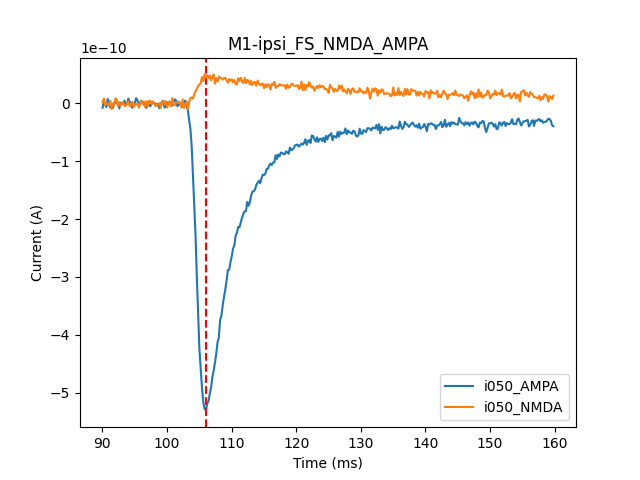 M1-ipsi_FS_NMDA_AMPA
1e−10
0
−1
−2
−3
−4
−5
Current (A)
90 100 110 120 130 140 150 160
Time (ms)
i050_AMPA
i050_NMDA